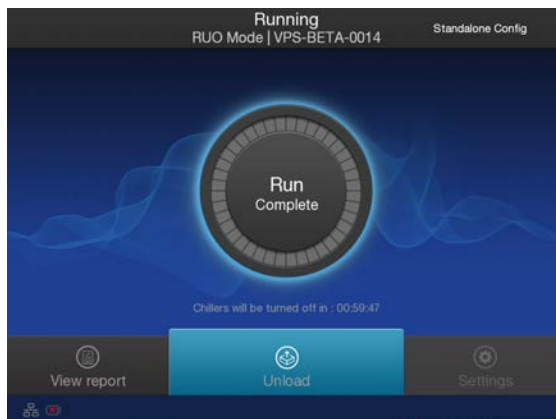 Running
RUO Mode | VPS-BETA-0014
Standalone Config
Run
Complete
Chillers will be turned off in : 00:59:47
View report
Unload
Settings